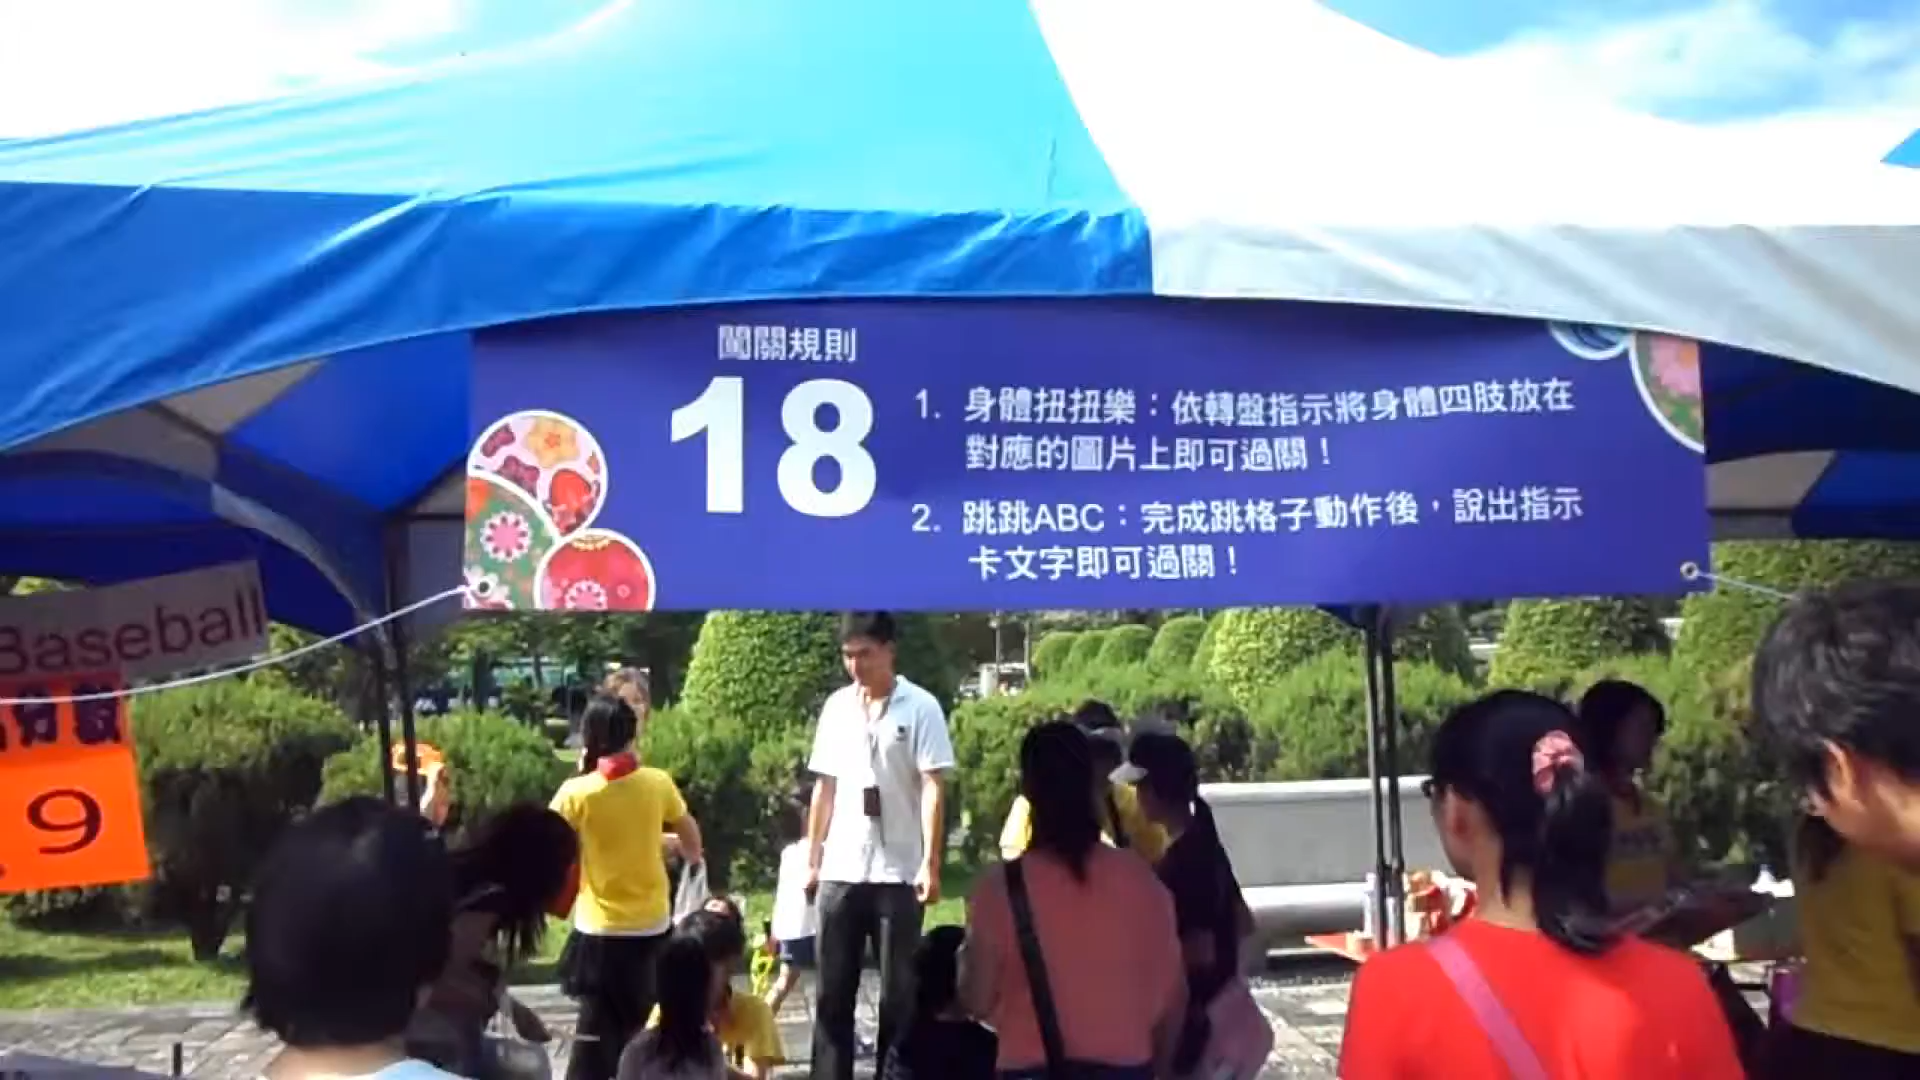 闖關規則
18
1. 身體扭扭樂：依轉盤指示將身體四肢放在
對應的圖片上即可過關！
2. 跳跳ABC：完成跳格子動作後，說出指示
卡文字即可過關！
Baseball
分數
9